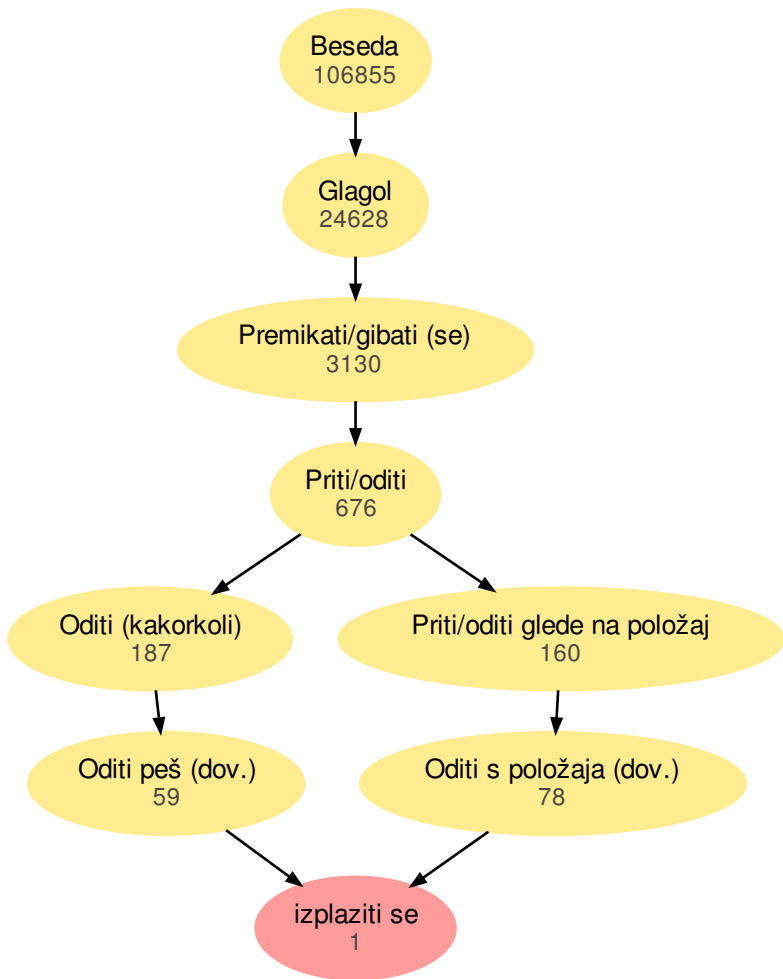 Beseda
106855
Glagol
24628
Premikati/gibati (se)
3130
Priti/oditi
676
Oditi (kakorkoli)
187
Priti/oditi glede na položaj
160
Oditi peš (dov.)
59
Oditi s položaja (dov.)
78
izplaziti se
1